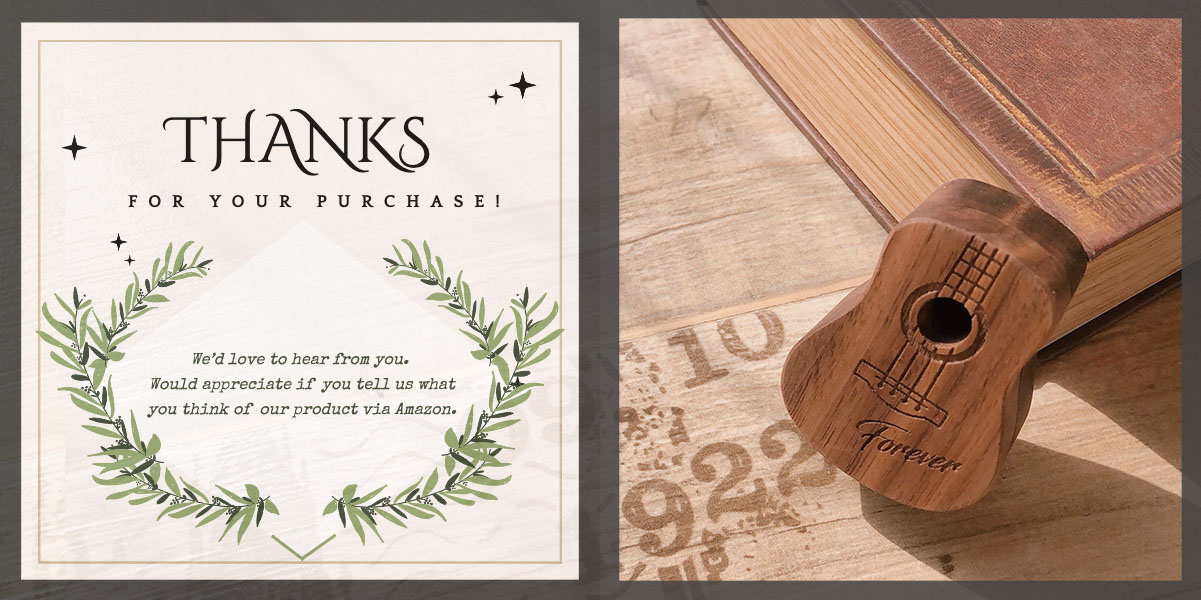 THANKS
FOR YOUR PURCHASE!
We'd love to hear from you.
Would appreciate if you tell us what
you think of our product via Amazon.
10
922
Forever